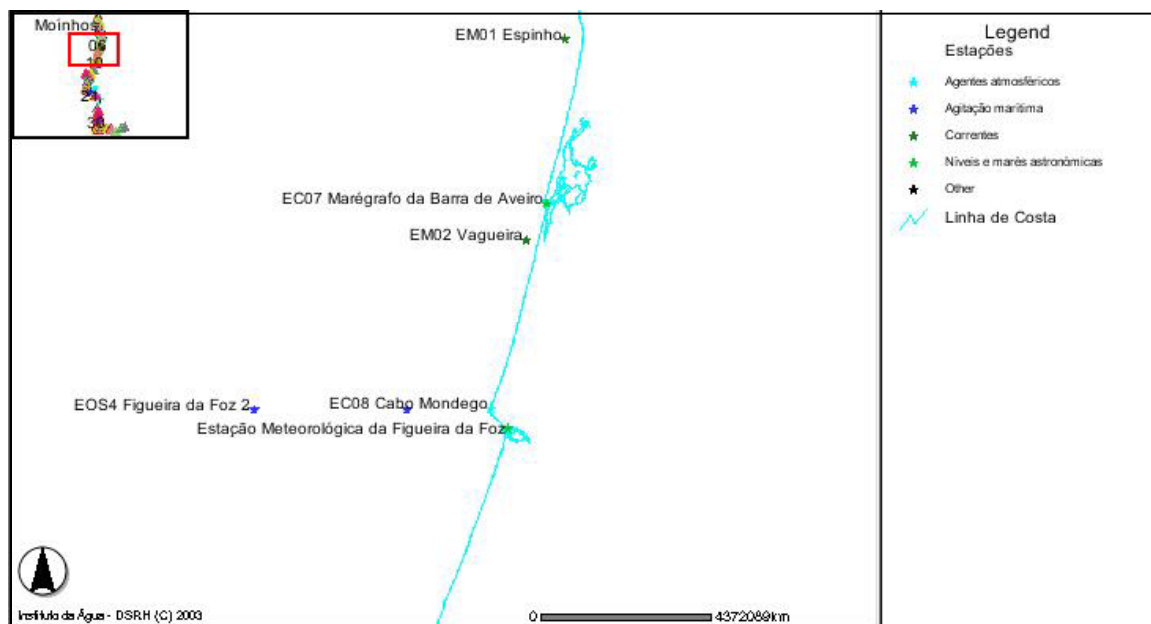 Moinhos
06
10
24
30
EM01 Espinho
EC07 Marégrafo da Barra de Aveiro
EM02 Vagueira
EOS4 Figueira da Foz 2
EC08 Cabo Mondego
Estação Meteorológica da Figueira da Foz
Instituto da Água - DSRH (C) 2003
0
4372089km
Legend
Estações
Agentes atmosféricos
Agitação marítima
Correntes
Níveis e marés astronómicas
Other
Linha de Costa